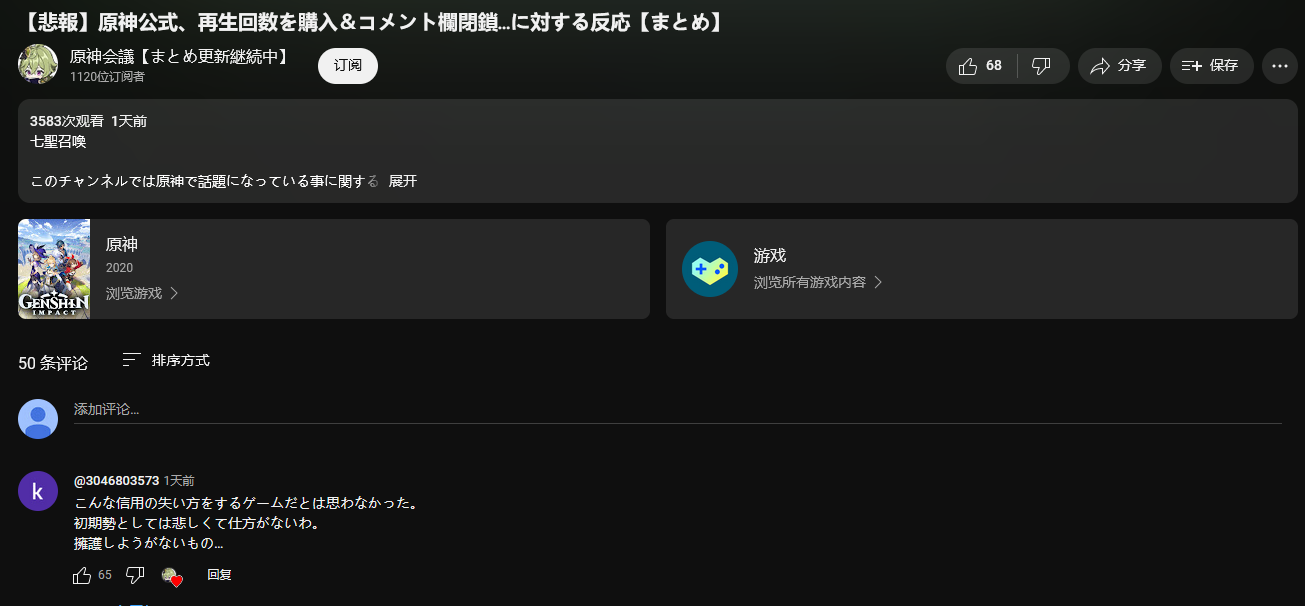 【悲報】原神公式、再生回数を購入＆コメント欄閉鎖...に対する反応【まとめ】
原神会議【まとめ更新継続中】
1120位订阅者
订阅
68
分享
保存
3583次观看 1天前
七聖召喚
このチャンネルでは原神で話題になっている事に関する 展开
GENSHIN
IMPACT
原神
2020
浏览游戏
游戏
浏览所有游戏内容
50 条评论
排序方式
添加评论...
k
@3046803573 1天前
こんな信用の失い方をするゲームだとは思わなかった。
初期勢としては悲しくて仕方がないわ。
擁護しようがないもの...
65
回复